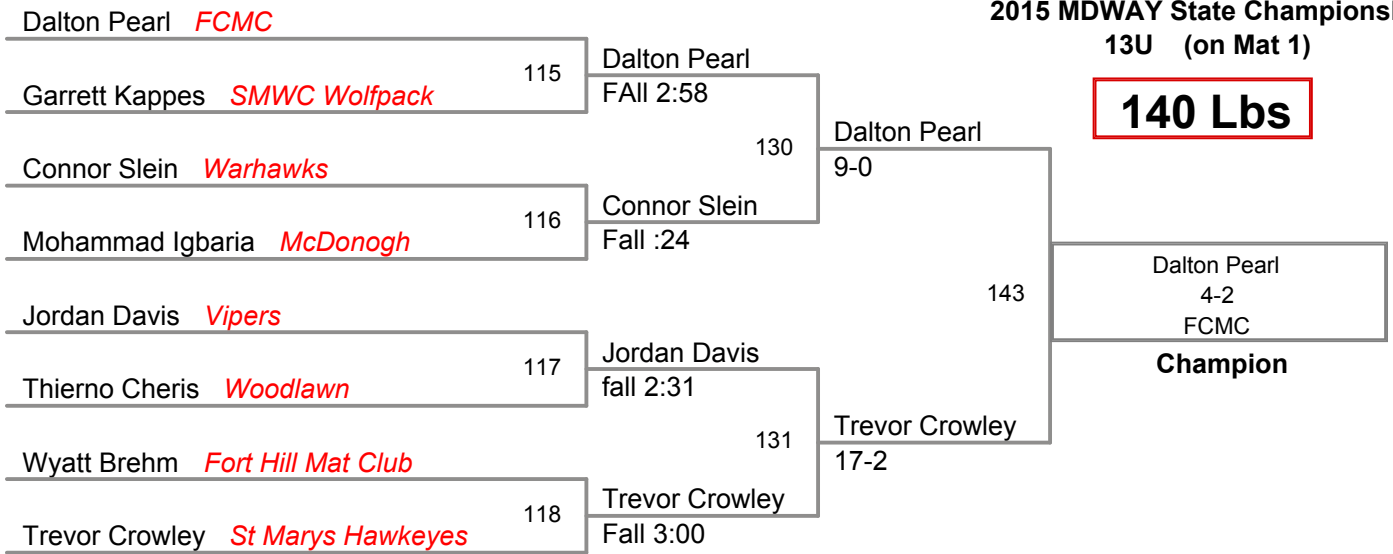 2015 MDWAY State Championsl
13U (on Mat 1)
140 Lbs
Dalton Pearl FCMC
Garrett Kappes SMWC Wolfpack
Connor Slein Warhawks
Mohammad Igbaria McDonogh
Jordan Davis Vipers
Thierno Cheris Woodlawn
Wyatt Brehm Fort Hill Mat Club
Trevor Crowley St Marys Hawkeyes
115
116
117
118
Dalton Pearl
FAll 2:58
Connor Slein
Fall :24
Jordan Davis
fall 2:31
Trevor Crowley
Fall 3:00
130
131
Dalton Pearl
9-0
Trevor Crowley
17-2
143
Dalton Pearl
4-2
FCMC
Champion